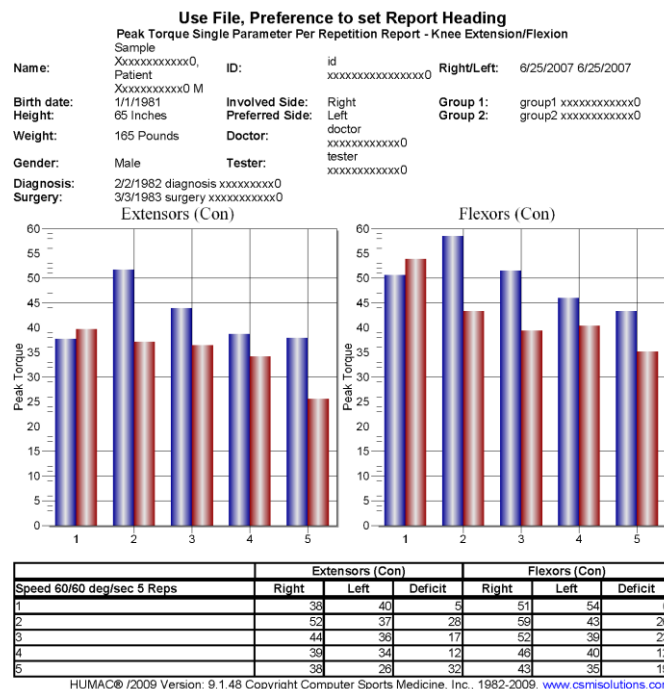 Use File, Preference to set Report Heading
Peak Torque Single Parameter Per Repetition Report - Knee Extension/Flexion
Name: Sample Xxxxxxxxxxx0, Patient Xxxxxxxxxx0 M ID: id xxxxxxxxxxxxxxxx0 Right/Left: 6/25/2007 6/25/2007
Birth date: 1/1/1981 Involved Side: Right Group 1: group1 xxxxxxxxxxxx0
Height: 65 Inches Preferred Side: Left Group 2: group2 xxxxxxxxxxxx0
Weight: 165 Pounds Doctor: doctor xxxxxxxxxxxx0
Gender: Male Tester: tester xxxxxxxxxxxx0
Diagnosis: 2/2/1982 diagnosis xxxxxxxxx0
Surgery: 3/3/1983 surgery xxxxxxxxxxx0
Extensors (Con)
Peak Torque
60
55
50
45
40
35
30
25
20
15
10
5
0
1 2 3 4 5
Flexors (Con)
Peak Torque
60
55
50
45
40
35
30
25
20
15
10
5
0
1 2 3 4 5
Extensors (Con) Flexors (Con)
Speed 60/60 deg/sec 5 Reps Right Left Deficit Right Left Deficit
1 38 40 5 51 54
2 52 37 28 59 43
3 44 36 17 52 39
4 39 34 12 46 40
5 38 26 32 43 35
HUMAC® /2009 Version: 9.1.48 Copyright Computer Sports Medicine, Inc., 1982-2009, www.csmisolutions.com